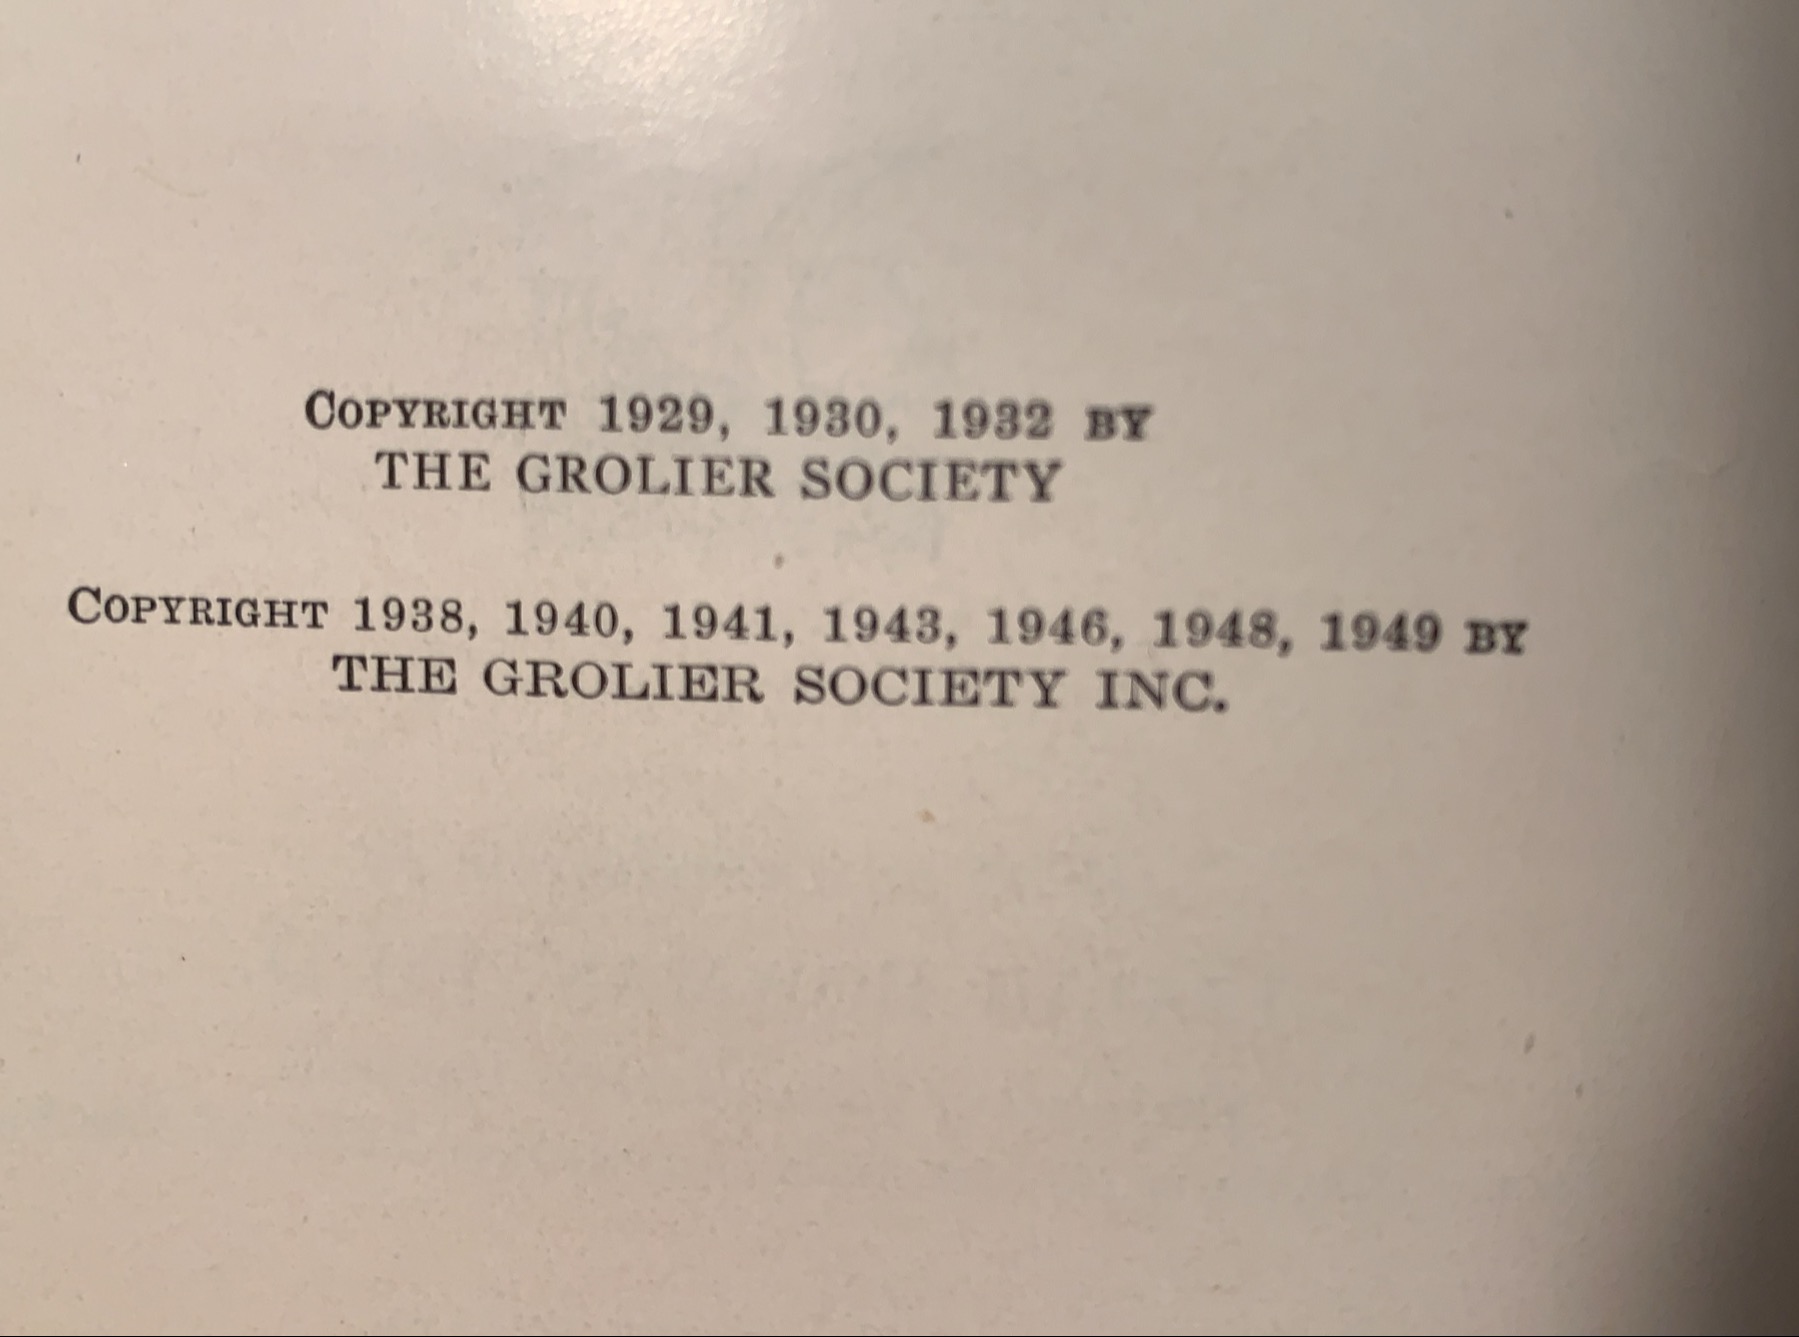 COPYRIGHT 1929, 1930, 1932 BY
THE GROLIER SOCIETY
COPYRIGHT 1938, 1940, 1941, 1943, 1946, 1948, 1949 BY
THE GROLIER SOCIETY INC.